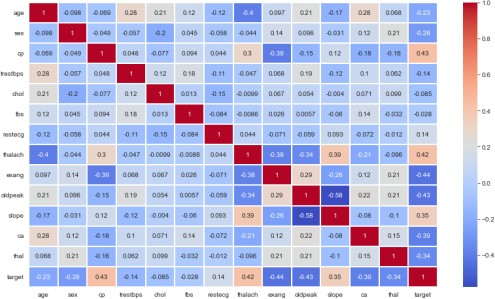 age 1 -0.098 -0.069 0.28 0.21 0.12 -0.12 -0.4 0.097 0.21 -0.17 0.28 0.068 -0.23
sex -0.098 1 -0.049 -0.057 -0.2 0.045 -0.058 -0.044 0.14 0.096 -0.031 0.12 0.21 -0.28
cp -0.069 -0.049 1 0.048 -0.077 0.094 0.044 0.3 -0.39 -0.15 0.12 -0.18 -0.16 0.43
trestbps 0.28 -0.057 0.048 1 0.12 0.18 -0.11 -0.047 0.068 0.19 -0.12 0.1 0.062 -0.14
chol 0.21 -0.2 -0.077 0.12 1 0.013 -0.15 -0.0099 0.067 0.054 -0.004 0.071 0.099 -0.085
fbs 0.12 0.045 0.094 0.18 0.013 1 -0.084 -0.0086 0.026 0.0057 -0.06 0.14 -0.032 -0.028
restecg -0.12 -0.058 0.044 -0.11 -0.15 -0.084 1 0.044 -0.071 -0.059 0.093 -0.072 -0.012 0.14
thalach -0.4 -0.044 0.3 -0.047 -0.0099 -0.0086 0.044 1 -0.38 -0.34 0.39 -0.21 -0.096 0.42
exang 0.097 0.14 -0.39 0.068 0.067 0.026 -0.071 -0.38 1 0.29 -0.26 0.12 0.21 -0.44
oldpeak 0.21 0.096 -0.15 0.19 0.054 0.0057 -0.059 -0.34 0.29 1 -0.58 0.22 0.21 -0.43
slope -0.17 -0.031 0.12 -0.12 -0.004 -0.06 0.093 0.39 -0.26 -0.58 1 -0.08 -0.1 0.35
ca 0.28 0.12 -0.18 0.1 0.071 0.14 -0.072 -0.21 0.12 0.22 -0.08 1 0.15 -0.39
thal 0.068 0.21 -0.16 0.062 0.099 -0.032 -0.012 -0.096 0.21 0.21 -0.1 0.15 1 -0.34
target -0.23 -0.28 0.43 -0.14 -0.085 -0.028 0.14 0.42 -0.44 -0.43 0.35 -0.39 -0.34 1
age sex cp trestbps chol fbs restecg thalach exang oldpeak slope ca thal target
1.0
0.8
0.6
0.4
0.2
0.0
-0.2
-0.4